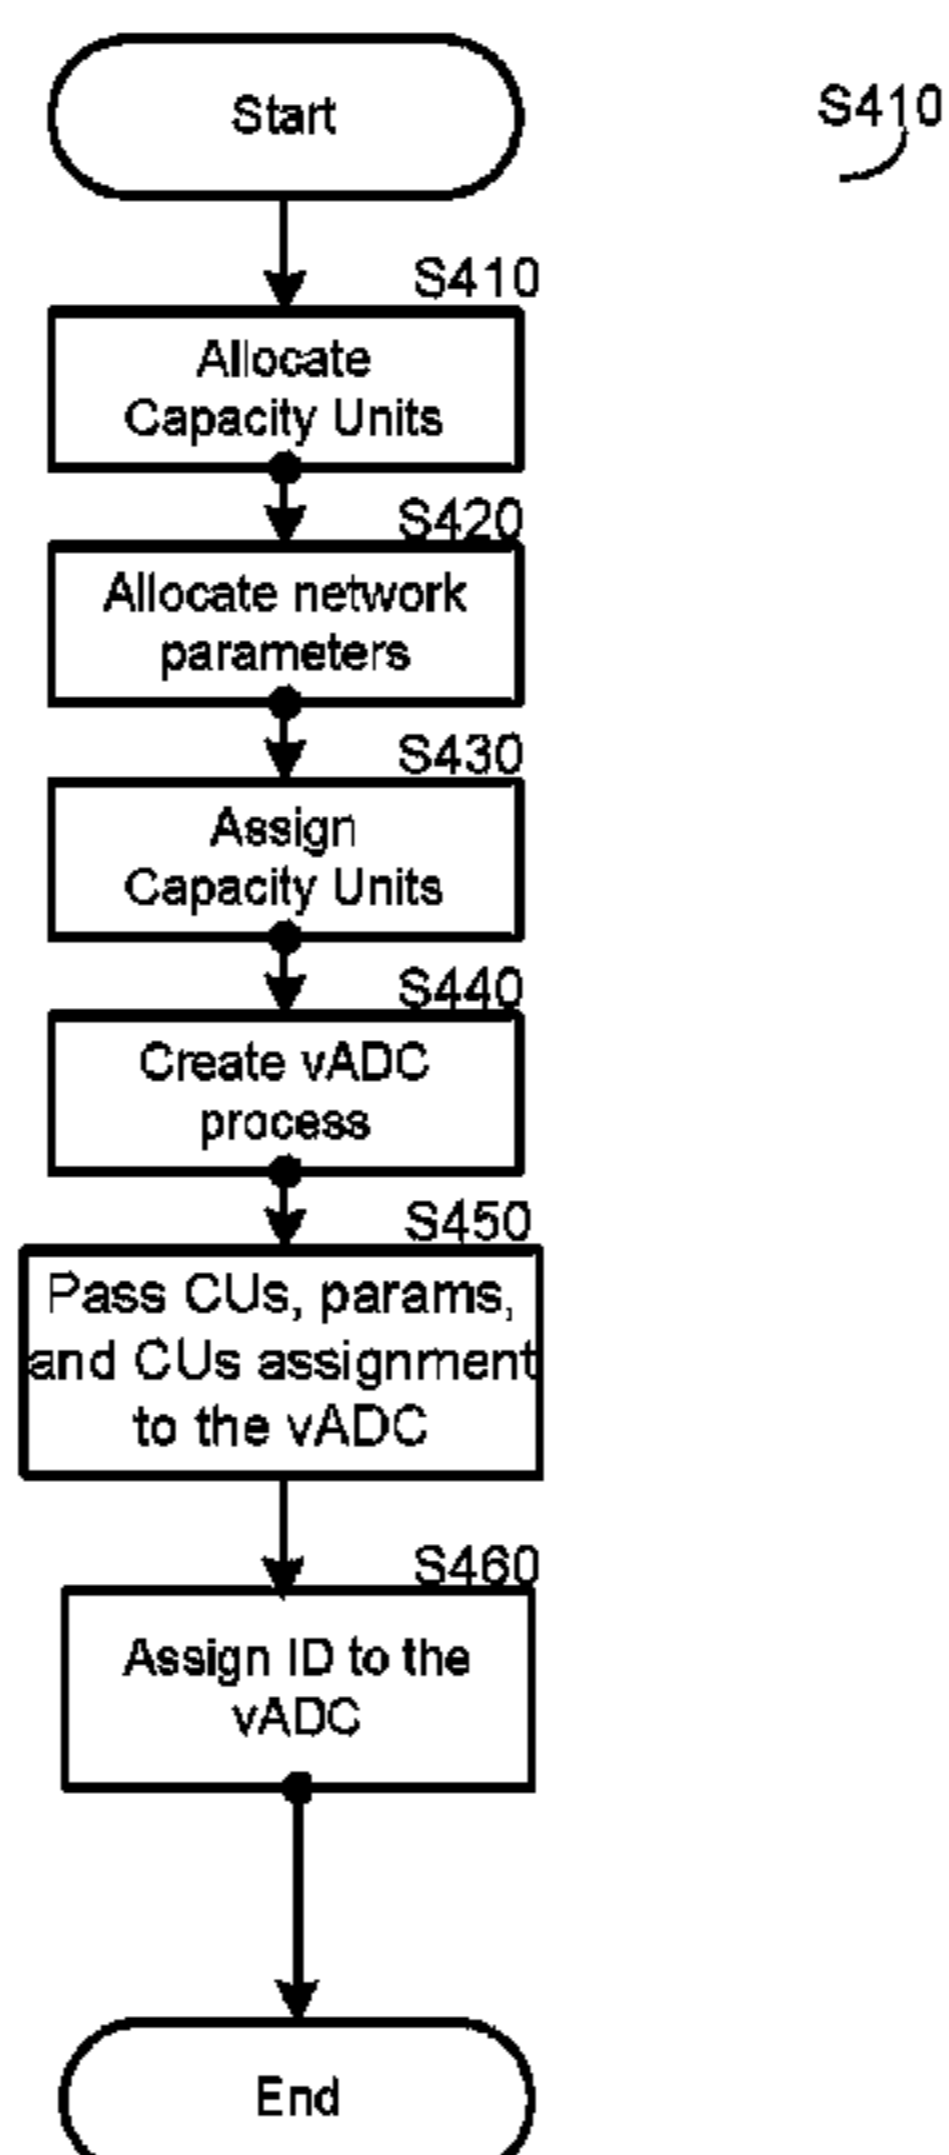 Start
S410
S410
Allocate
Capacity Units
S420
Allocate network
parameters
S430
Assign
Capacity Units
S440
Create vADC
process
S450
Pass CUs, params,
and CUs assignment
to the vADC
S460
Assign ID to the
vADC
End